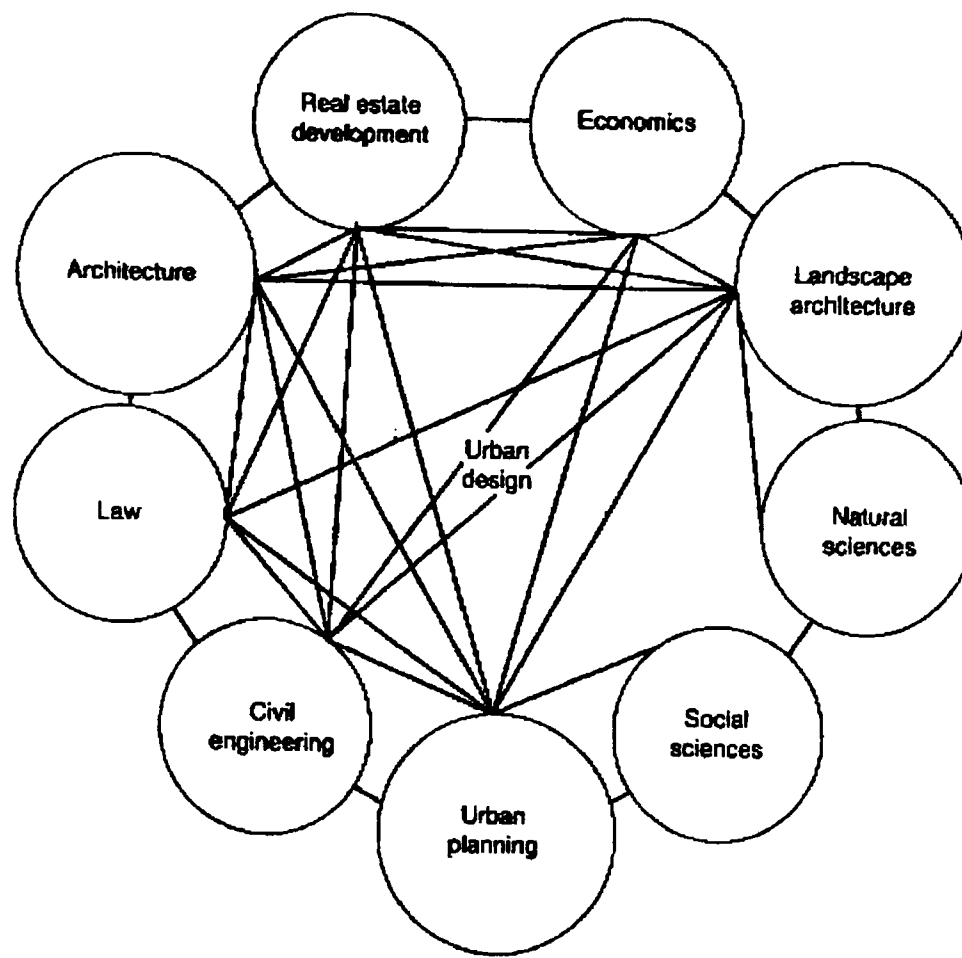 Real estate
development
Economics
Architecture
Landscape
architecture
Law
Urban
design
Natural
sciences
Civil
engineering
Social
sciences
Urban
planning